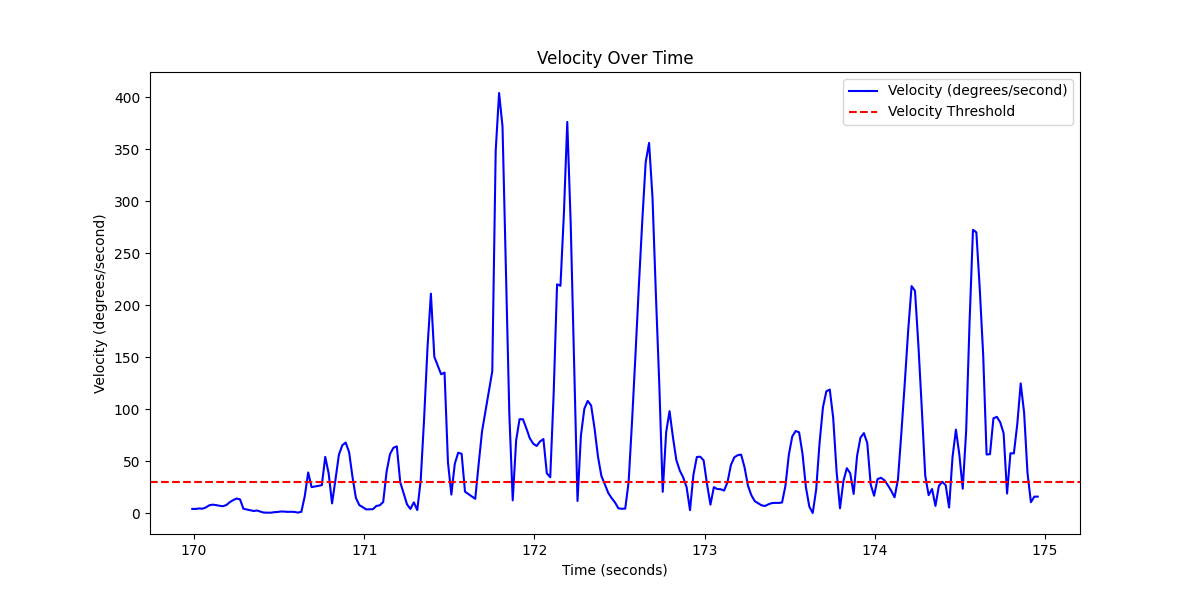 Velocity Over Time
Velocity (degrees/second)
Velocity Threshold
400
350
300
250
200
150
100
50
0
Velocity (degrees/second)
170 171 172 173 174 175
Time (seconds)